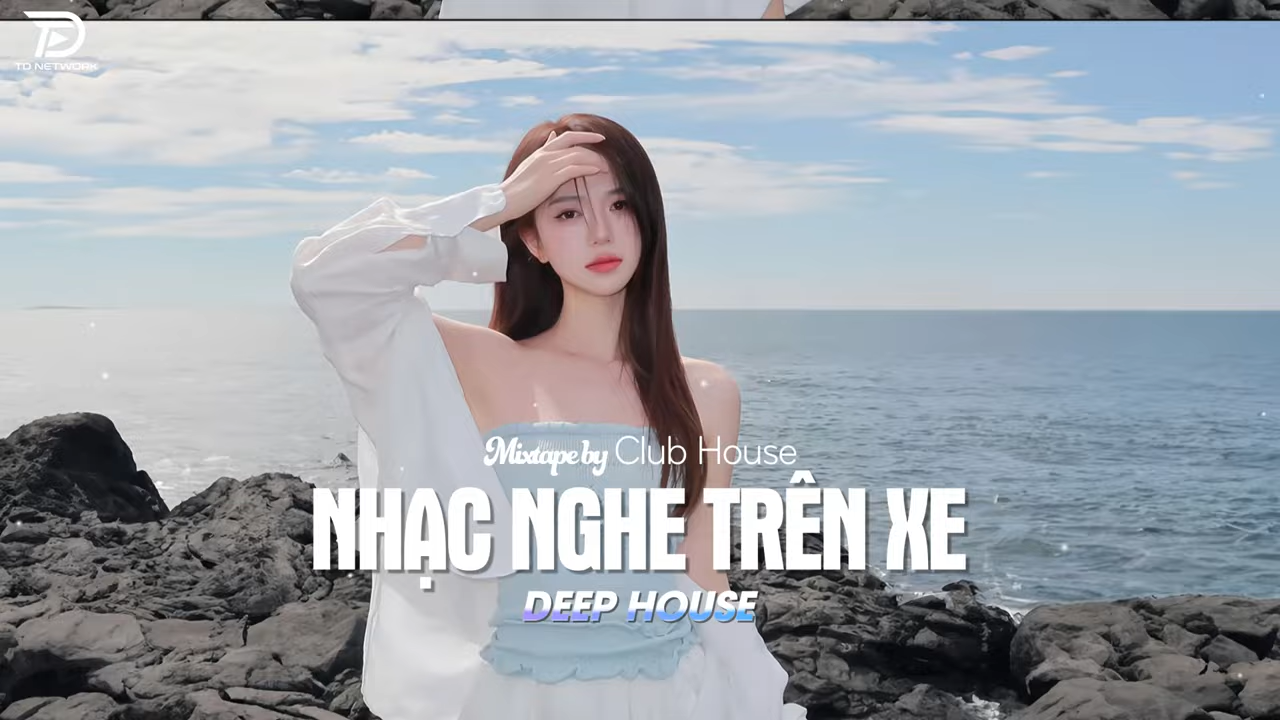 TD NETWORK
Mixtape by Club House
NHẠC NGHE TRÊN XE
DEEP HOUSE